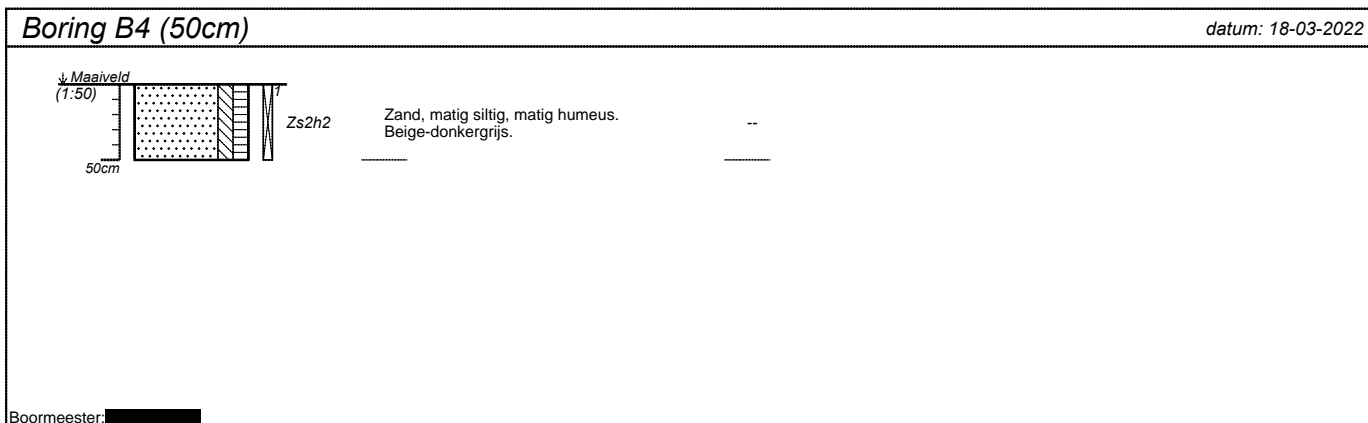 Boring B4 (50cm)
datum: 18-03-2022
Maaiveld
(1:50)
1
Zs2h2
Zand, matig siltig, matig humeus.
Beige-donkergrijs.
--
50cm
Boormeester: